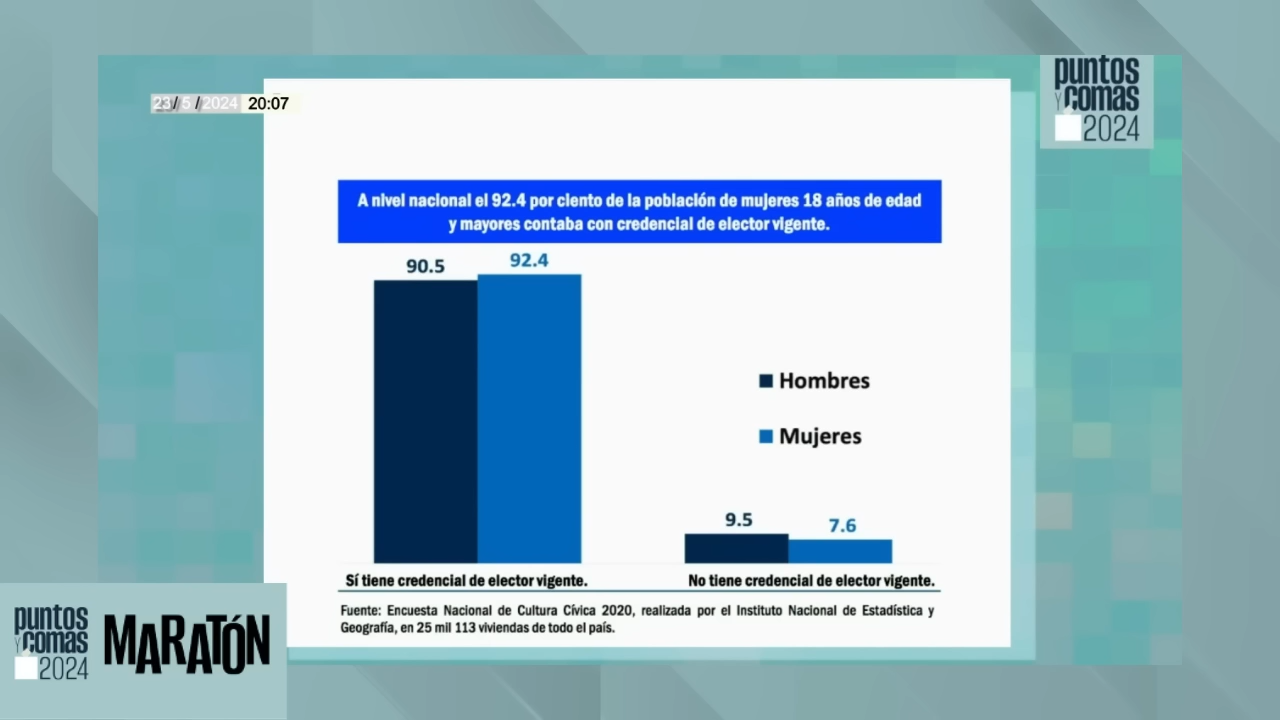 23/ 5 /2024 20:07
puntos
Y comas
2024
A nivel nacional el 92.4 por ciento de la población de mujeres 18 años de edad
y mayores contaba con credencial de elector vigente.
90.5
92.4
Hombres
Mujeres
9.5
7.6
Sí tiene credencial de elector vigente.
No tiene credencial de elector vigente.
Fuente: Encuesta Nacional de Cultura Cívica 2020, realizada por el Instituto Nacional de Estadística y
Geografía, en 25 mil 113 viviendas de todo el país.
puntos
Y comas
2024
MARATÓN